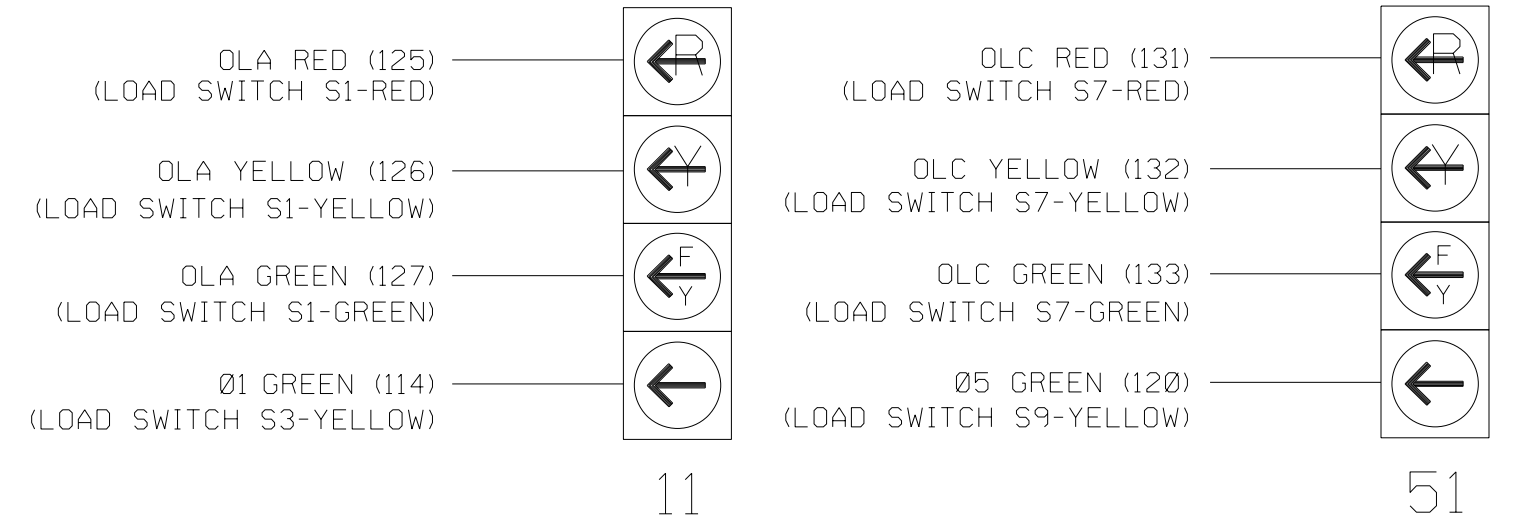 OLA RED (125)
(LOAD SWITCH S1-RED)
R
OLA YELLOW (126)
(LOAD SWITCH S1-YELLOW)
Y
OLA GREEN (127)
(LOAD SWITCH S1-GREEN)
F
Y
Ø1 GREEN (114)
(LOAD SWITCH S3-YELLOW)
11
OLC RED (131)
(LOAD SWITCH S7-RED)
R
OLC YELLOW (132)
(LOAD SWITCH S7-YELLOW)
Y
OLC GREEN (133)
(LOAD SWITCH S7-GREEN)
F
Y
Ø5 GREEN (120)
(LOAD SWITCH S9-YELLOW)
51